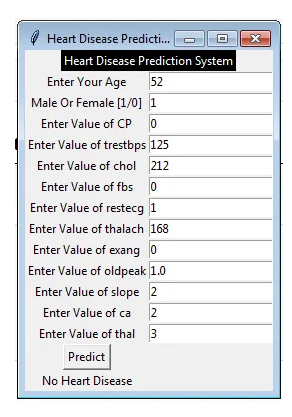 Heart Disease Predicti...
Heart Disease Prediction System
Enter Your Age 52
Male Or Female [1/0] 1
Enter Value of CP 0
Enter Value of trestbps 125
Enter Value of chol 212
Enter Value of fbs 0
Enter Value of restecg 1
Enter Value of thalach 168
Enter Value of exang 0
Enter Value of oldpeak 1.0
Enter Value of slope 2
Enter Value of ca 2
Enter Value of thal 3
Predict
No Heart Disease